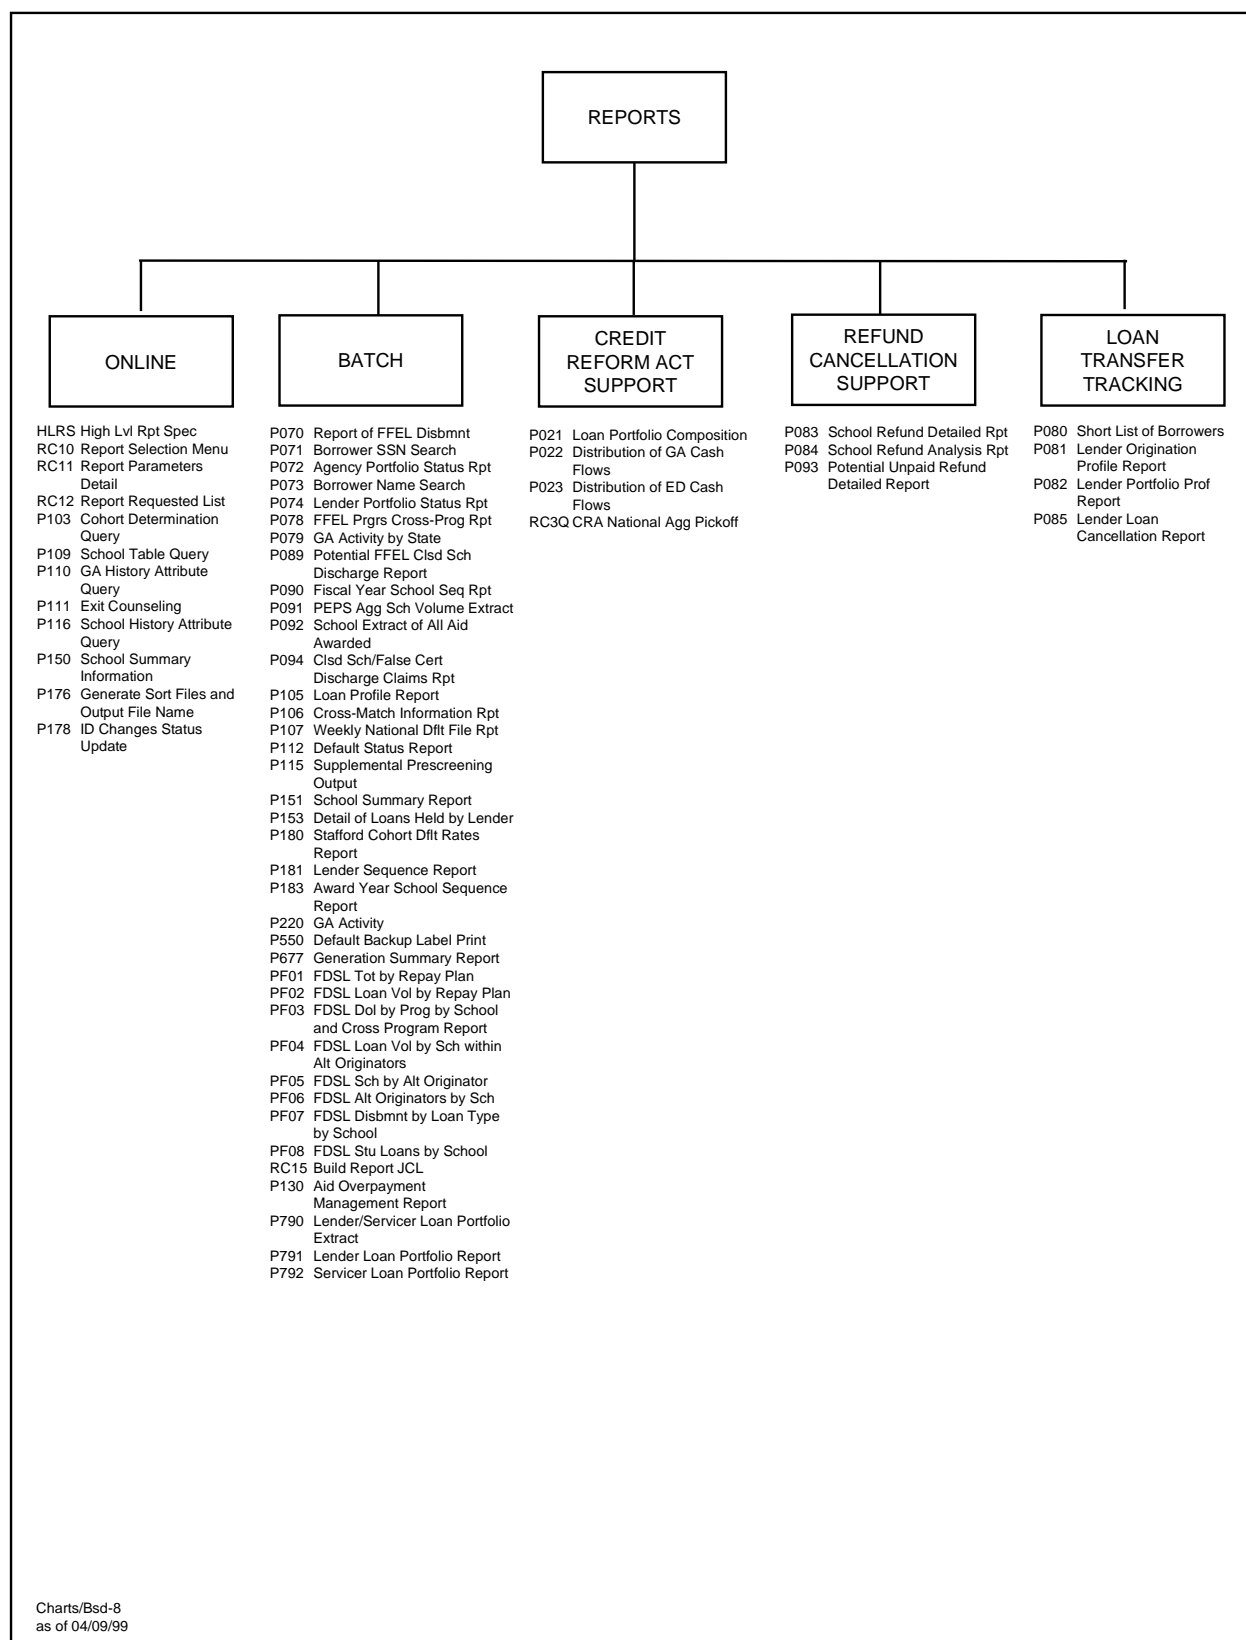 REPORTS
ONLINE
HLRS High Lvl Rpt Spec
RC10 Report Selection Menu
RC11 Report Parameters
Detail
RC12 Report Requested List
P103 Cohort Determination
Query
P109 School Table Query
P110 GA History Attribute
Query
P111 Exit Counseling
P116 School History Attribute
Query
P150 School Summary
Information
P176 Generate Sort Files and
Output File Name
P178 ID Changes Status
Update
BATCH
P070 Report of FFEL Disbmnt
P071 Borrower SSN Search
P072 Agency Portfolio Status Rpt
P073 Borrower Name Search
P074 Lender Portfolio Status Rpt
P078 FFEL Prgrs Cross-Prog Rpt
P079 GA Activity by State
P089 Potential FFEL Clsd Sch
Discharge Report
P090 Fiscal Year School Seq Rpt
P091 PEPS Agg Sch Volume Extract
P092 School Extract of All Aid
Awarded
P094 Clsd Sch/False Cert
Discharge Claims Rpt
P105 Loan Profile Report
P106 Cross-Match Information Rpt
P107 Weekly National Dflt File Rpt
P112 Default Status Report
P115 Supplemental Prescreening
Output
P151 School Summary Report
P153 Detail of Loans Held by Lender
P180 Stafford Cohort Dflt Rates
Report
P181 Lender Sequence Report
P183 Award Year School Sequence
Report
P220 GA Activity
P550 Default Backup Label Print
P677 Generation Summary Report
PF01 FDSL Tot by Repay Plan
PF02 FDSL Loan Vol by Repay Plan
PF03 FDSL Dol by Prog by School
and Cross Program Report
PF04 FDSL Loan Vol by Sch within
Alt Originators
PF05 FDSL Sch by Alt Originator
PF06 FDSL Alt Originators by Sch
PF07 FDSL Disbmnt by Loan Type
by School
PF08 FDSL Stu Loans by School
RC15 Build Report JCL
P130 Aid Overpayment
Management Report
P790 Lender/Servicer Loan Portfolio
Extract
P791 Lender Loan Portfolio Report
P792 Servicer Loan Portfolio Report
CREDIT
REFORM ACT
SUPPORT
P021 Loan Portfolio Composition
P022 Distribution of GA Cash
Flows
P023 Distribution of ED Cash
Flows
RC3Q CRA National Agg Pickoff
REFUND
CANCELLATION
SUPPORT
P083 School Refund Detailed Rpt
P084 School Refund Analysis Rpt
P093 Potential Unpaid Refund
Detailed Report
LOAN
TRANSFER
TRACKING
P080 Short List of Borrowers
P081 Lender Origination
Profile Report
P082 Lender Portfolio Prof
Report
P085 Lender Loan
Cancellation Report
Charts/Bsd-8
as of 04/09/99